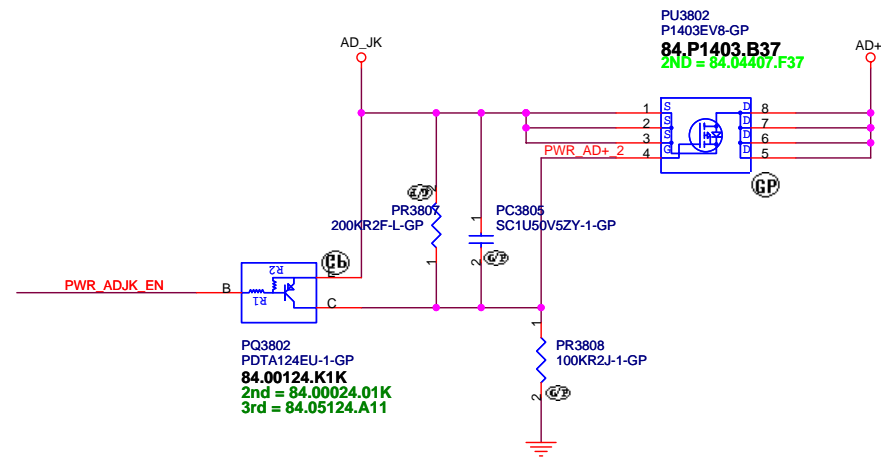 PU3802
P1403EV8-GP
84.P1403.B37
2ND = 84.04407.F37
AD_JK
AD+
1 S D 8
2 S D 7
3 S D 6
4 G D 5
PWR_AD+_2
GP
G/P
2
PR3807
200KR2F-L-GP
1
PC3805
1
SC1U50V5ZY-1-GP
2
G/P
R2
E
PWR_ADJK_EN
B
R1
C
PQ3802
PDTA124EU-1-GP
84.00124.K1K
2nd = 84.00024.01K
3rd = 84.05124.A11
1
PR3808
100KR2J-1-GP
2
G/P